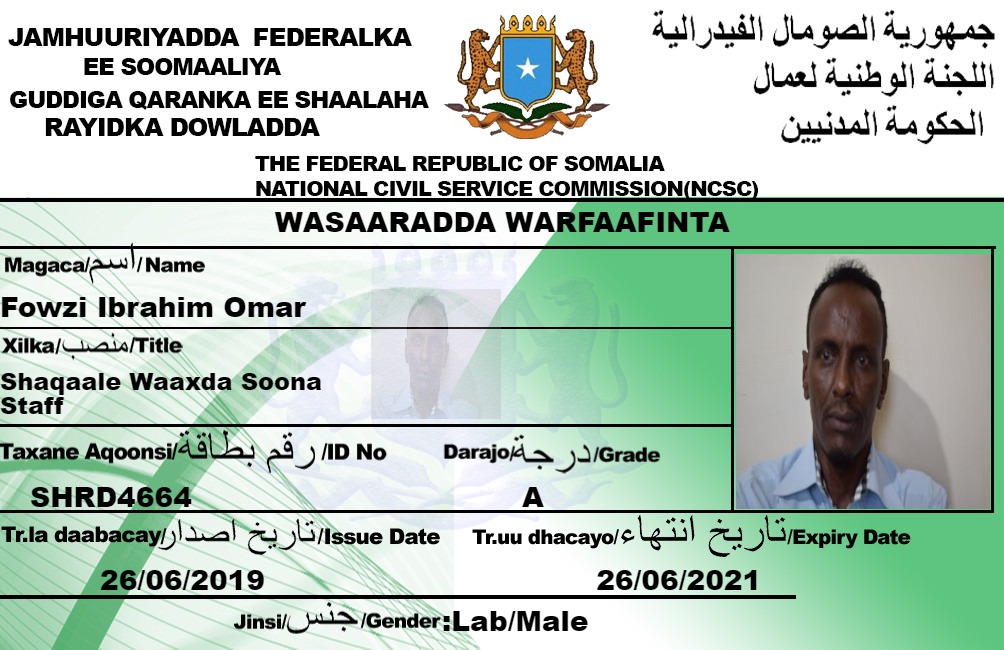 JAMHUURIYADDA FEDERALKA
EE SOOMAALIYA
GUDDIGA QARANKA EE SHAALAHA
RAYIDKA DOWLADDA
جمهورية الصومال الفيدرالية
اللجنة الوطنية لعمال
الحكومة المدنيين
THE FEDERAL REPUBLIC OF SOMALIA
NATIONAL CIVIL SERVICE COMMISSION(NCSC)
WASAARADDA WARFAAFINTA
Magaca/اسم/Name
Fowzi Ibrahim Omar
Xilka/منصب/Title
Shaqaale Waaxda Soona
Staff
Taxane Aqoonsi/رقم بطاقة/ID No
Darajo/درجة/Grade
SHRD4664
A
Tr.la daabacay/تاريخ اصدار/Issue Date
Tr.uu dhacayo/تاريخ انتهاء/Expiry Date
26/06/2019
26/06/2021
Jinsi/جنس/Gender:Lab/Male